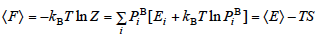 ⟨F⟩ = −k_B T ln Z = ∑_i P_i^B [E_i + k_B T ln P_i^B] = ⟨E⟩ − TS